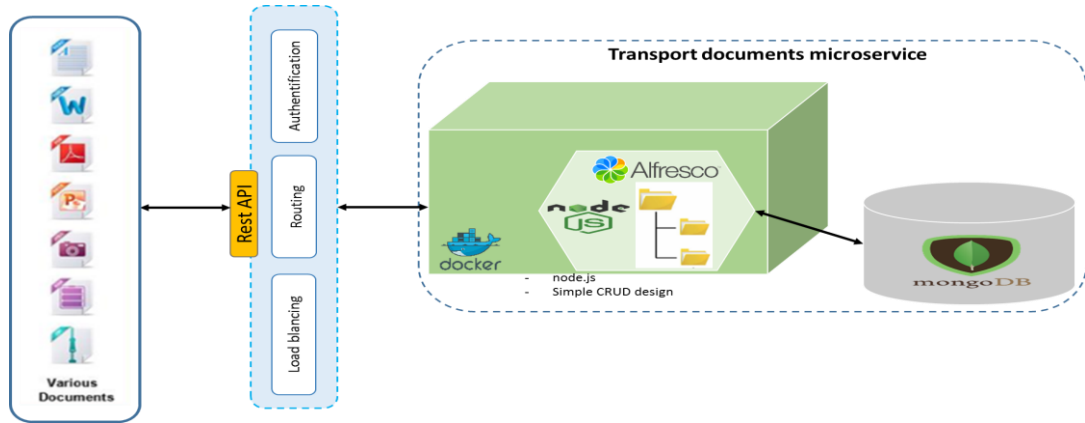 Various
Documents
Rest API
Authentification
Routing
Load blancing
Transport documents microservice
Alfresco
node
JS
docker
- node.js
- Simple CRUD design
mongoDB